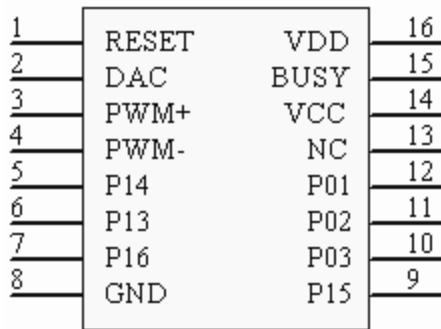 1 RESET VDD 16
2 DAC BUSY 15
3 PWM+ VCC 14
4 PWM- NC 13
5 P14 P01 12
6 P13 P02 11
7 P16 P03 10
8 GND P15 9